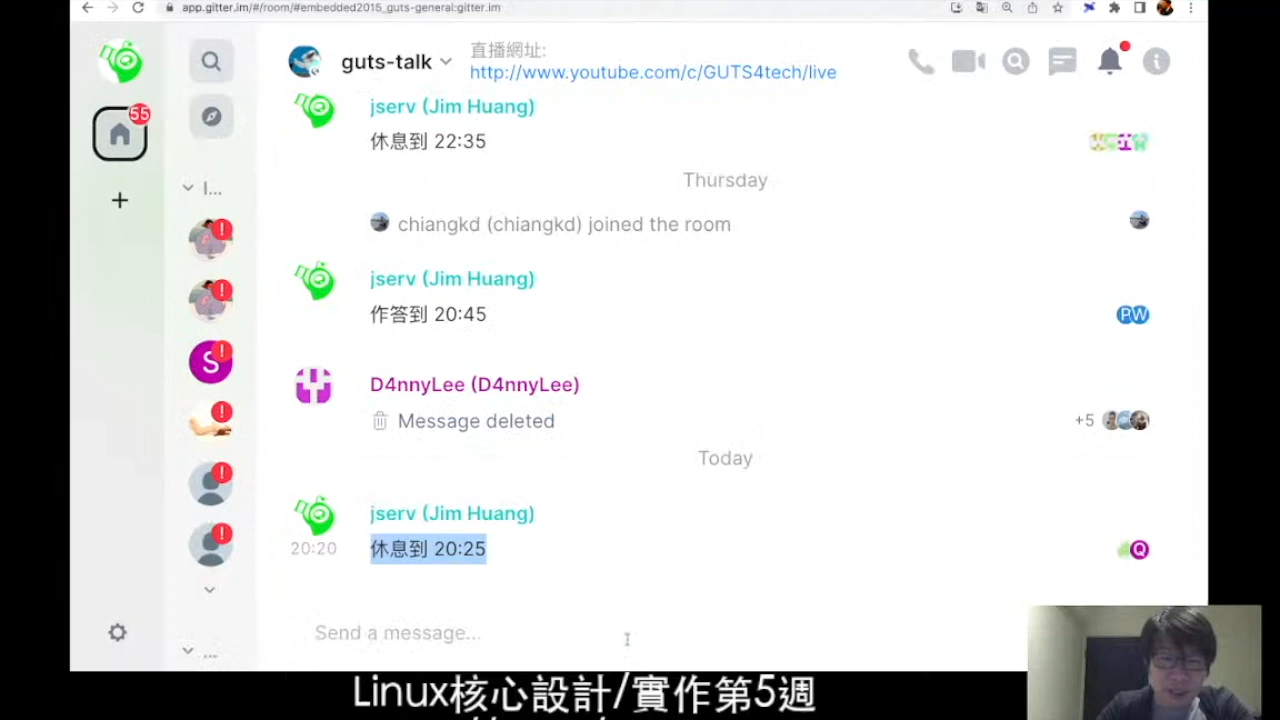 app.gitter.im/#/room/#embedded2015_guts-general:gitter.im
guts-talk
直播網址:
http://www.youtube.com/c/GUTS4tech/live
55
jserv (Jim Huang)
休息到 22:35
Thursday
I...
chiangkd (chiangkd) joined the room
jserv (Jim Huang)
作答到 20:45
RW
S
D4nnyLee (D4nnyLee)
Message deleted
+5
Today
jserv (Jim Huang)
20:20
休息到 20:25
Q
Send a message...
Linux核心設計/實作第5週